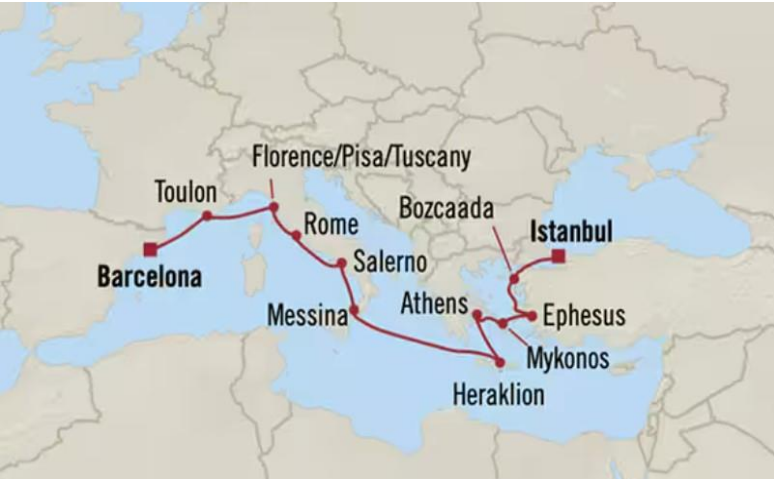 Florence/Pisa/Tuscany
Toulon
Bozcaada
Rome
Istanbul
Barcelona
Salerno
Messina
Athens
Ephesus
Mykonos
Heraklion